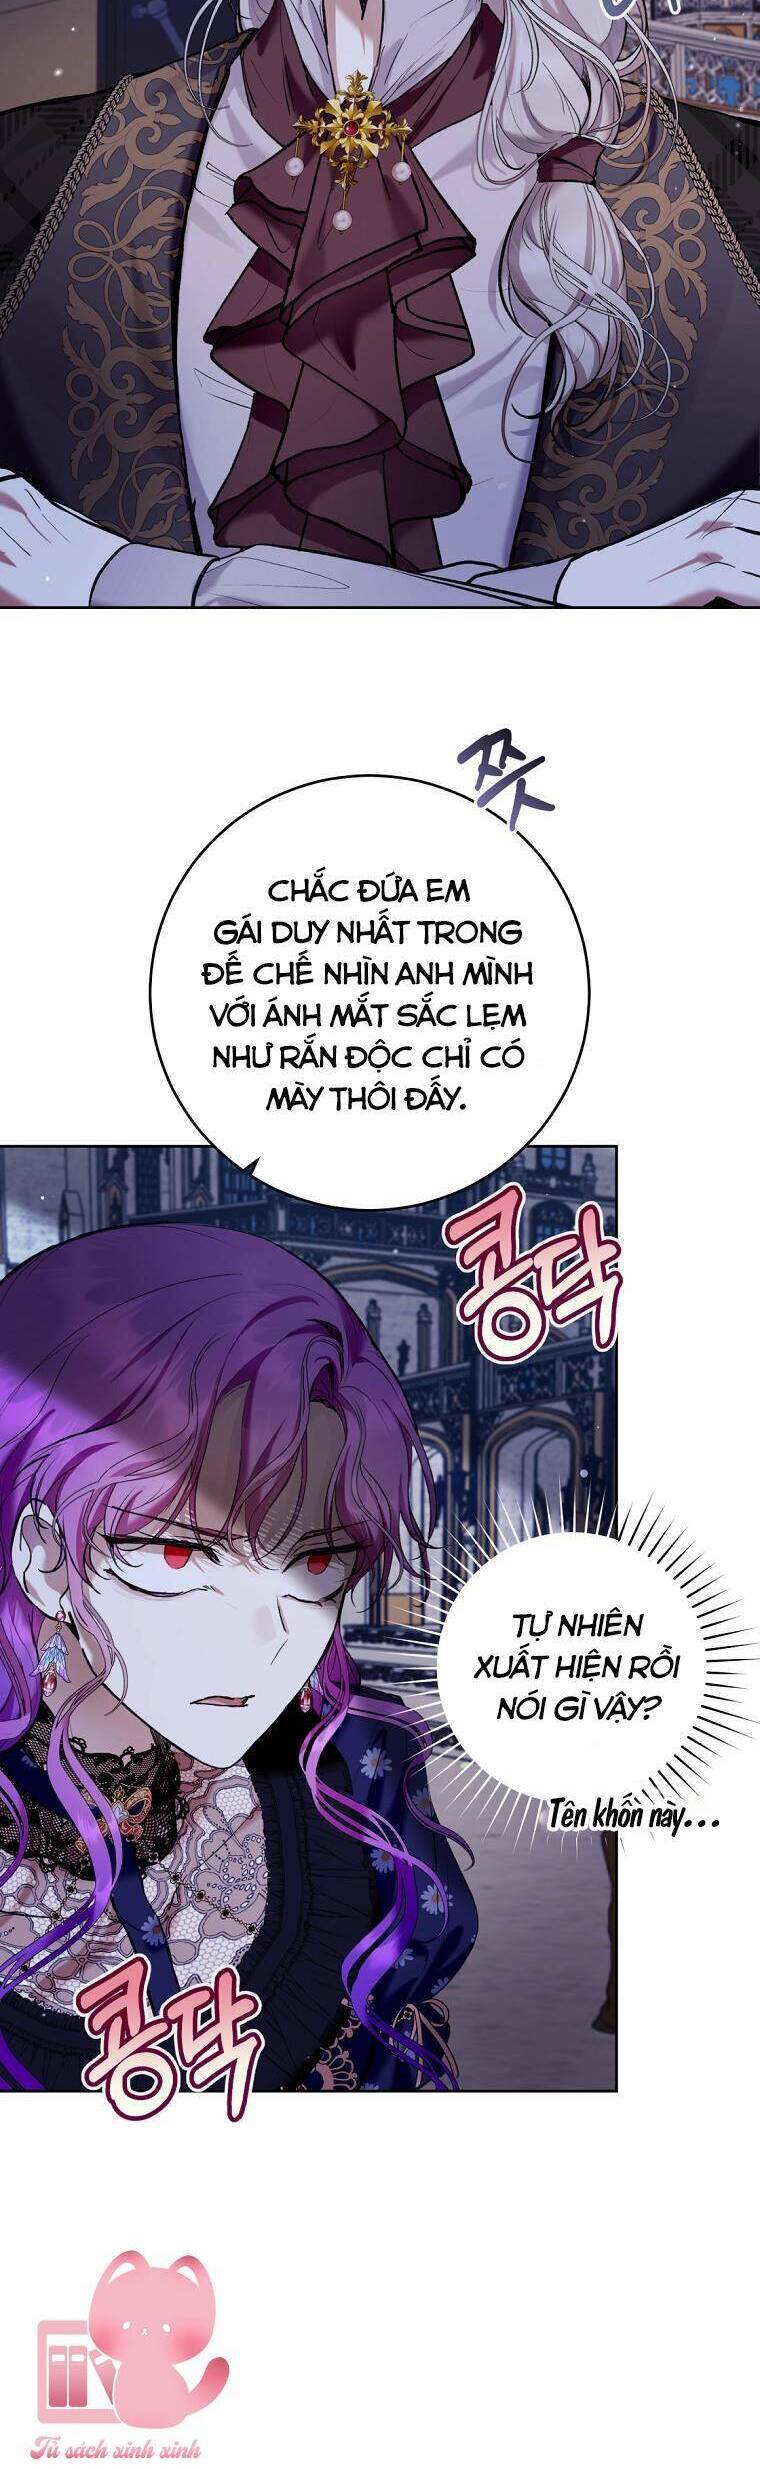 쯧
CHẮC ĐỨA EM
GÁI DUY NHẤT TRONG
ĐẾ CHẾ NHÌN ANH MÌNH
VỚI ÁNH MẮT SẮC LẸM
NHƯ RẮN ĐỘC CHỈ CÓ
MÀY THÔI ĐẤY.
콩닥
TỰ NHIÊN
XUẤT HIỆN RỒI
NÓI GÌ VẬY?
Tên khốn này...
콩닥
Tủ sách xinh xinh